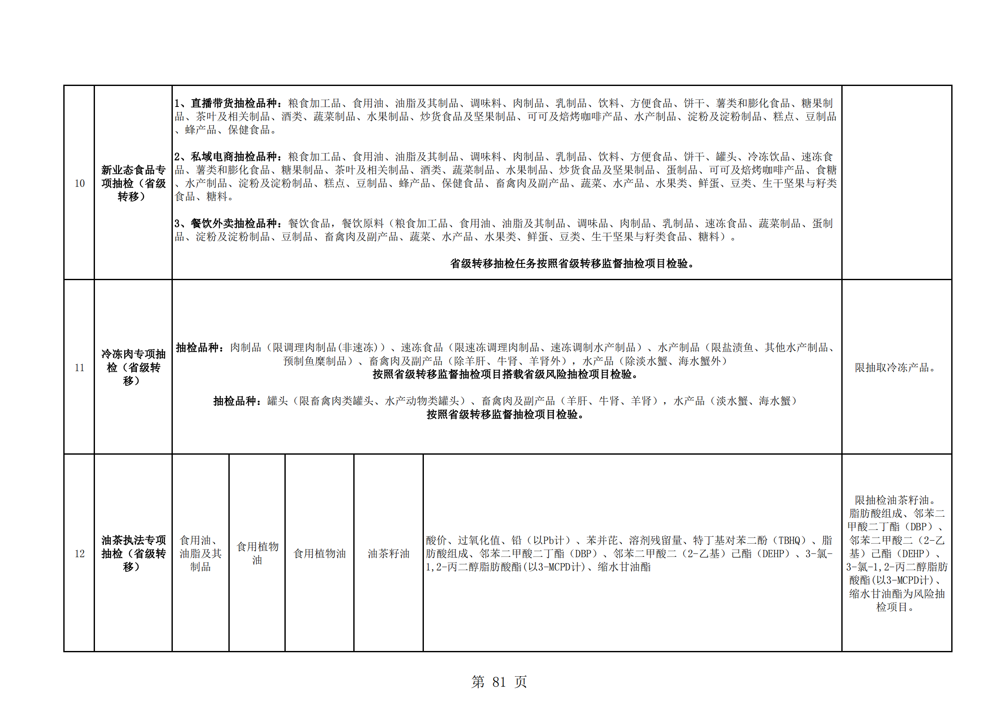 10
新业态食品专
项抽检（省级
转移）
1、直播带货抽检品种：粮食加工品、食用油、油脂及其制品、调味料、肉制品、乳制品、饮料、方便食品、饼干、薯类和膨化食品、糖果制
品、茶叶及相关制品、酒类、蔬菜制品、水果制品、炒货食品及坚果制品、可可及焙烤咖啡产品、水产制品、淀粉及淀粉制品、糕点、豆制品
、蜂产品、保健食品。
2、私域电商抽检品种：粮食加工品、食用油、油脂及其制品、调味料、肉制品、乳制品、饮料、方便食品、饼干、罐头、冷冻饮品、速冻食
品、薯类和膨化食品、糖果制品、茶叶及相关制品、酒类、蔬菜制品、水果制品、炒货食品及坚果制品、蛋制品、可可及焙烤咖啡产品、食糖
、水产制品、淀粉及淀粉制品、糕点、豆制品、蜂产品、保健食品、畜禽肉及副产品、蔬菜、水产品、水果类、鲜蛋、豆类、生干坚果与籽类
食品、糖料。
3、餐饮外卖抽检品种：餐饮食品，餐饮原料（粮食加工品、食用油、油脂及其制品、调味品、肉制品、乳制品、速冻食品、蔬菜制品、蛋制
品、淀粉及淀粉制品、豆制品、畜禽肉及副产品、蔬菜、水产品、水果类、鲜蛋、豆类、生干坚果与籽类食品、糖料）。
省级转移抽检任务按照省级转移监督抽检项目检验。
11
冷冻肉专项抽
检（省级转
移）
抽检品种：肉制品（限调理肉制品(非速冻)）、速冻食品（限速冻调理肉制品、速冻调制水产制品）、水产制品（限盐渍鱼、其他水产制品、
预制鱼糜制品）、畜禽肉及副产品（除羊肝、牛肾、羊肾外），水产品（除淡水蟹、海水蟹外）
按照省级转移监督抽检项目搭载省级风险抽检项目检验。
抽检品种：罐头（限畜禽肉类罐头、水产动物类罐头）、畜禽肉及副产品（羊肝、牛肾、羊肾），水产品（淡水蟹、海水蟹）
按照省级转移监督抽检项目检验。
限抽取冷冻产品。
12
油茶执法专项
抽检（省级转
移）
食用油、
油脂及其
制品
食用植物
油
食用植物油
油茶籽油
酸价、过氧化值、铅（以Pb计）、苯并芘、溶剂残留量、特丁基对苯二酚（TBHQ）、脂
肪酸组成、邻苯二甲酸二丁酯（DBP）、邻苯二甲酸二（2-乙基）己酯（DEHP）、3-氯-
1,2-丙二醇脂肪酸酯(以3-MCPD计)、缩水甘油酯
限抽检油茶籽油。
脂肪酸组成、邻苯二
甲酸二丁酯（DBP）、
邻苯二甲酸二（2-乙
基）己酯（DEHP）、
3-氯-1,2-丙二醇脂肪
酸酯(以3-MCPD计)、
缩水甘油酯为风险抽
检项目。
第 81 页